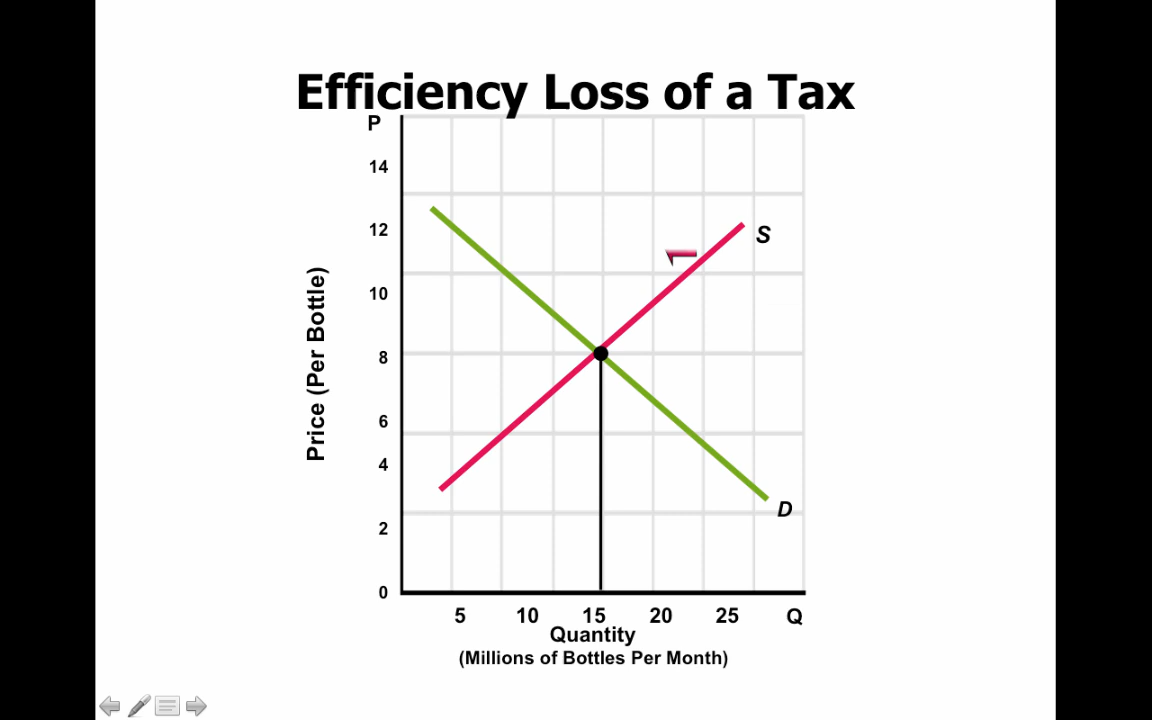 Efficiency Loss of a Tax
P
14
12
10
8
6
4
2
0
Price (Per Bottle)
S
D
5 10 15 20 25 Q
Quantity
(Millions of Bottles Per Month)